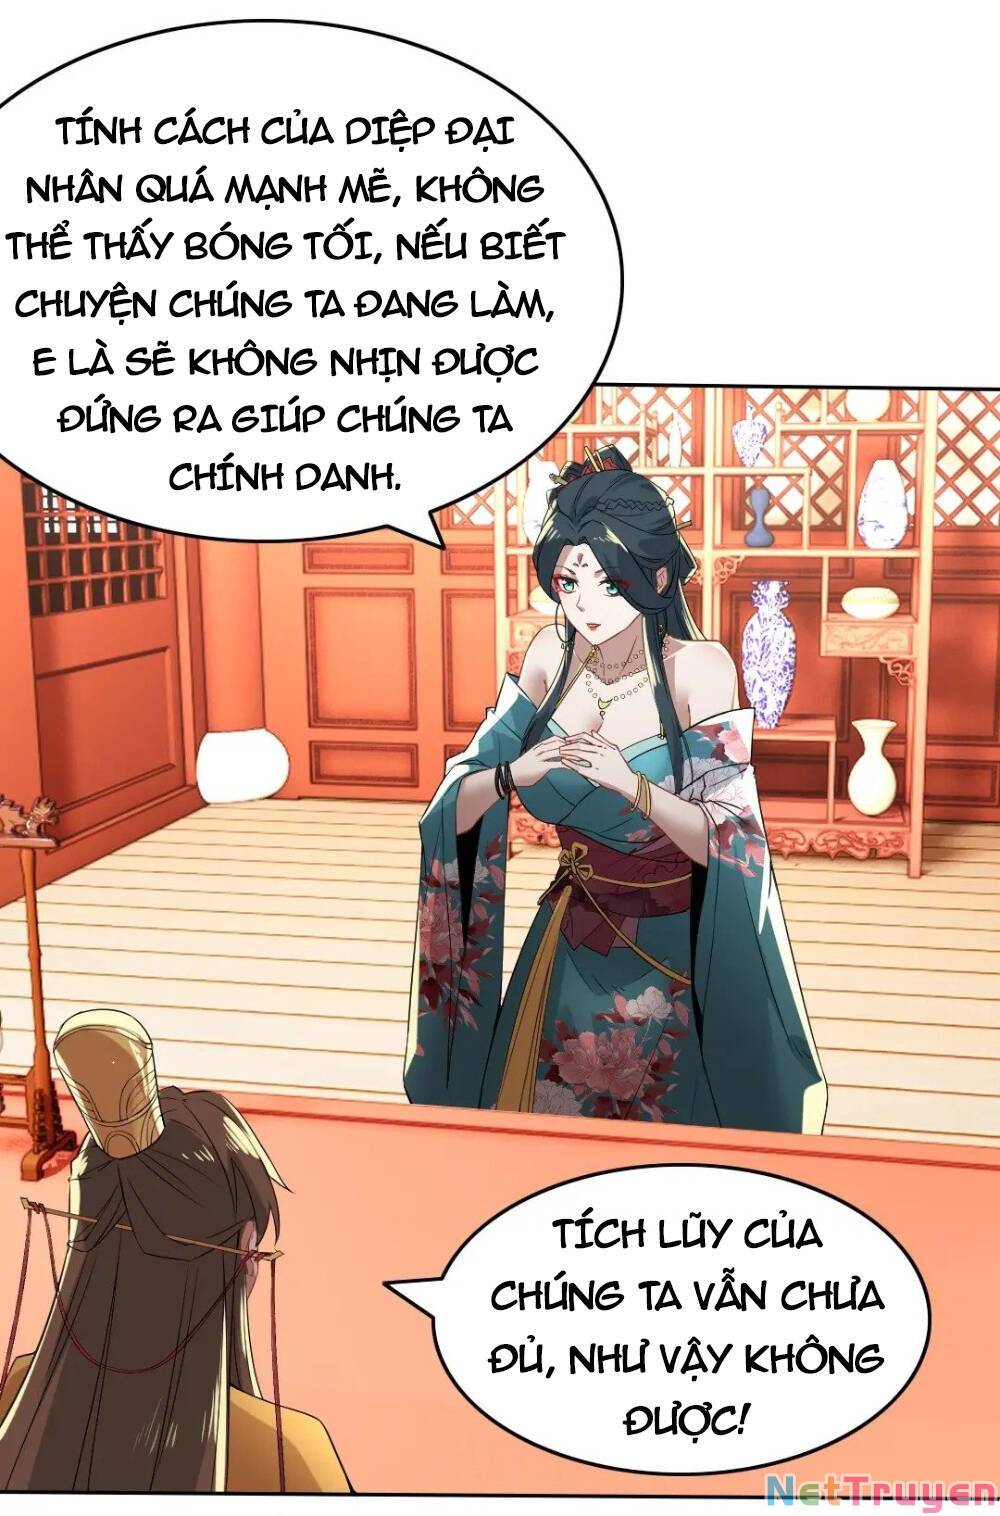 TÍNH CÁCH CỦA DIỆP ĐẠI
NHÂN QUÁ MẠNH MẼ, KHÔNG
THỂ THẤY BÓNG TỐI, NẾU BIẾT
CHUYỆN CHÚNG TA ĐANG LÀM,
E LÀ SẼ KHÔNG NHỊN ĐƯỢC
ĐỨNG RA GIÚP CHÚNG TA
CHÍNH DANH.
TÍCH LŨY CỦA
CHÚNG TA VẪN CHƯA
ĐỦ, NHƯ VẬY KHÔNG
ĐƯỢC!
NetTruyen